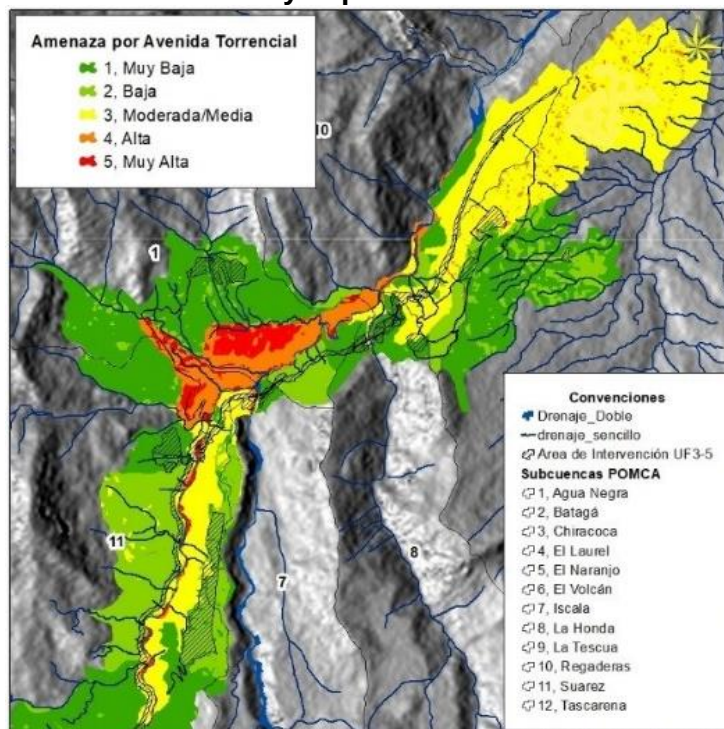 Amenaza por Avenida Torrencial
1, Muy Baja
2, Baja
3, Moderada/Media
4, Alta
5, Muy Alta
10
1
11
7
8
Convenciones
Drenaje_Doble
drenaje_sencillo
Area de Intervención UF3-5
Subcuencas POMCA
1, Agua Negra
2, Batagá
3, Chiracoca
4, El Laurel
5, El Naranjo
6, El Volcán
7, Iscala
8, La Honda
9, La Tescua
10, Regaderas
11, Suarez
12, Tascarena